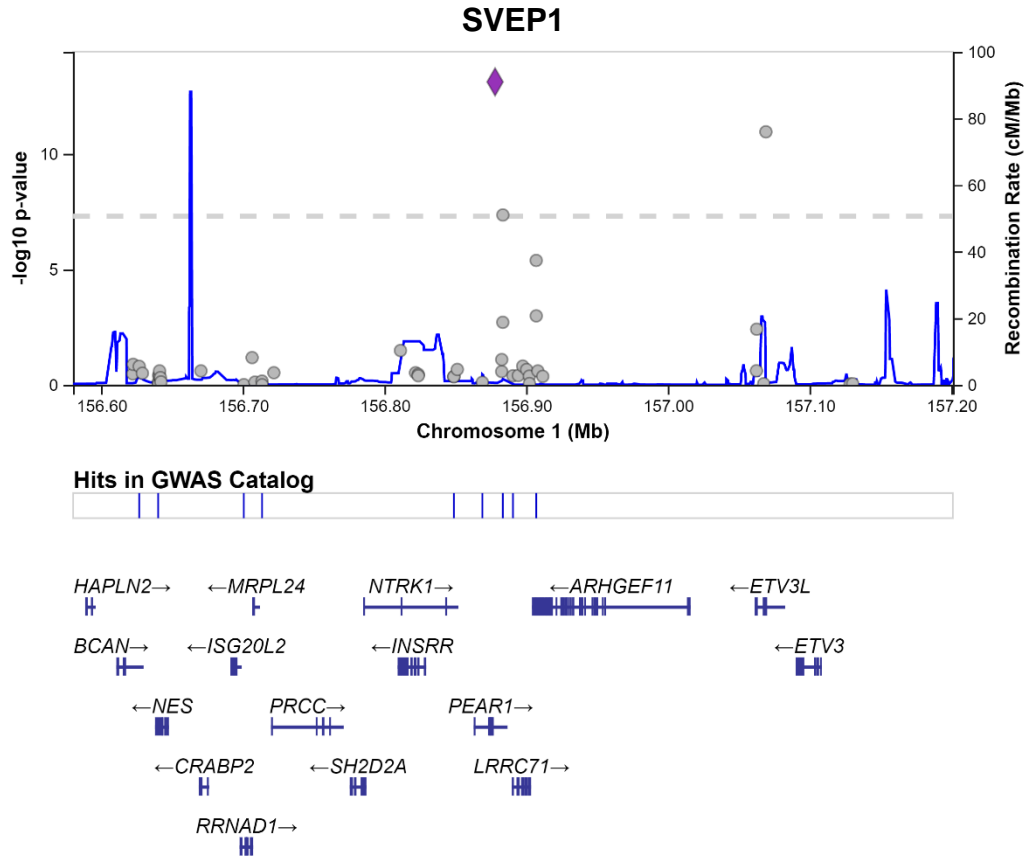 SVEP1
-log10 p-value
10
5
0
100
80
60
40
20
0
Recombination Rate (cM/Mb)
156.60 156.70 156.80 156.90 157.00 157.10 157.20
Chromosome 1 (Mb)
Hits in GWAS Catalog
HAPLN2→ ←MRPL24 NTRK1→ ←ARHGEF11 ←ETV3L
BCAN→ ←ISG20L2 ←INSRR ←ETV3
←NES PRCC→ PEAR1→
←CRABP2 ←SH2D2A LRRC71→
RRNAD1→